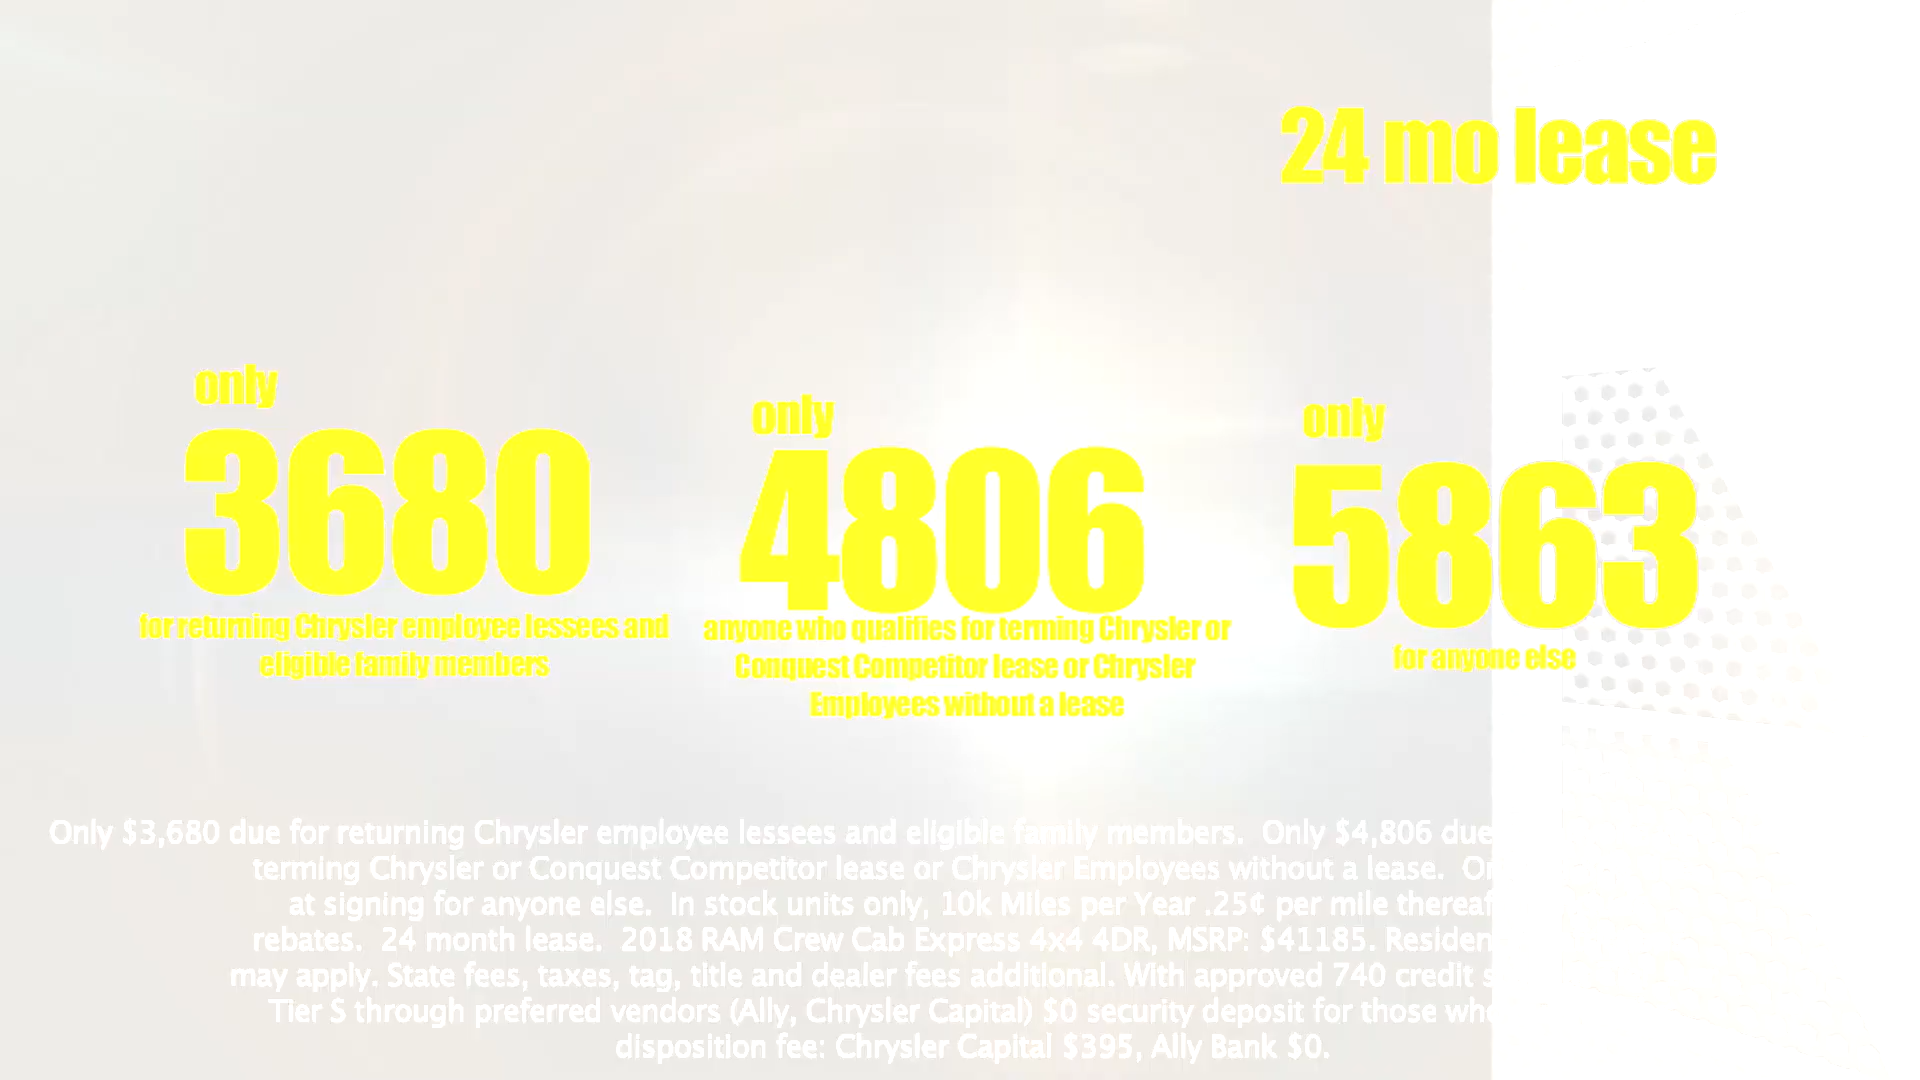 24 mo lease
only
3680
for returning Chrysler employee lessees and
eligible family members
only
4806
anyone who qualifies for terming Chrysler or
Conquest Competitor lease or Chrysler
Employees without a lease
only
5863
for anyone else
Only $3,680 due for returning Chrysler employee lessees and eligible family members. Only $4,806 due
terming Chrysler or Conquest Competitor lease or Chrysler Employees without a lease.
at signing for anyone else. In stock units only, 10k Miles per Year .25¢ per mile
rebates. 24 month lease. 2018 RAM Crew Cab Express 4x4 4DR, MSRP: $41185.
may apply. State fees, taxes, tag, title and dealer fees additional. With approved 740 credit
Tier S through preferred vendors (Ally, Chrysler Capital) $0 security deposit for those
disposition fee: Chrysler Capital $395, Ally Bank $0.